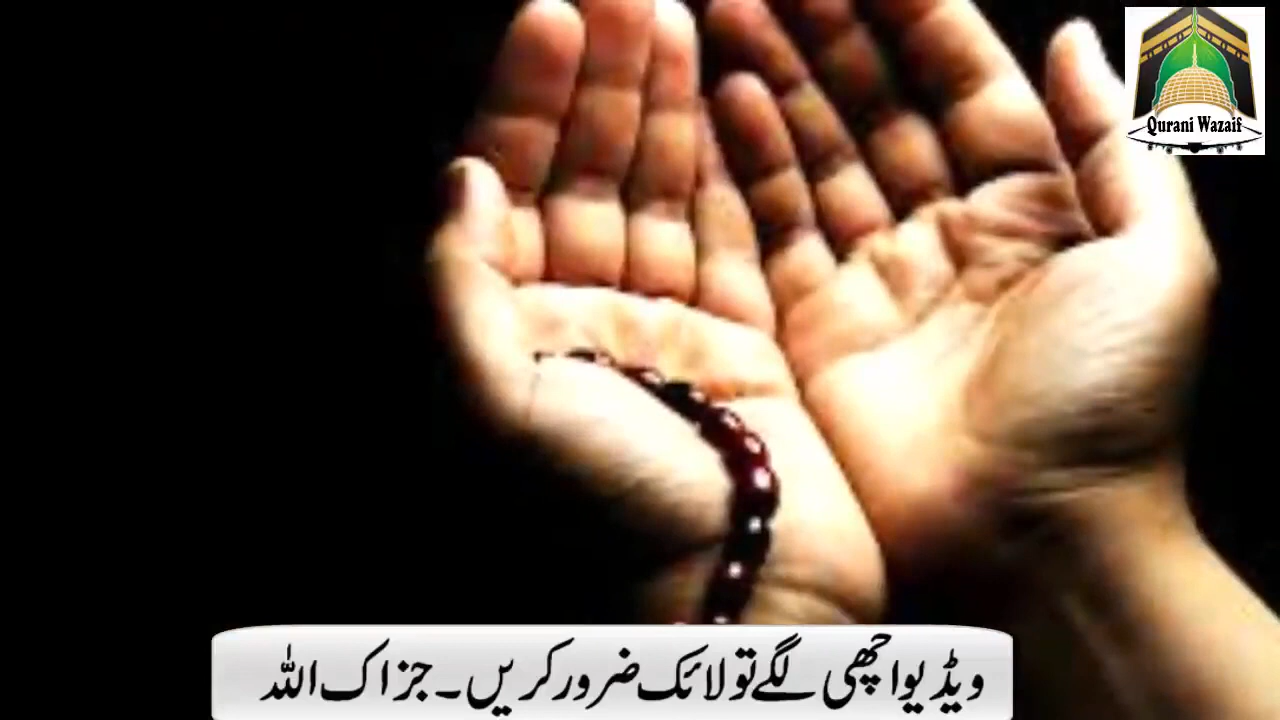 Qurani Wazaif
ویڈیو اچھی لگے تو لائک ضرور کریں۔ جزاک اللہ